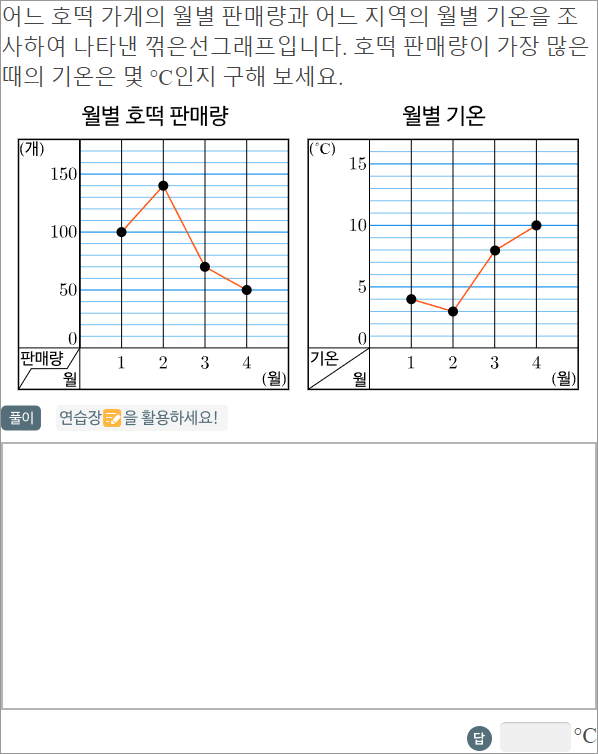 어느 호떡 가게의 월별 판매량과 어느 지역의 월별 기온을 조
사하여 나타낸 꺾은선그래프입니다. 호떡 판매량이 가장 많은
때의 기온은 몇 °C인지 구해 보세요.
월별 호떡 판매량
(개)
150
100
50
0
판매량
월
1 2 3 4
(월)
월별 기온
(°C)
15
10
5
0
기온
월
1 2 3 4
(월)
풀이 연습장을 활용하세요!
답 °C